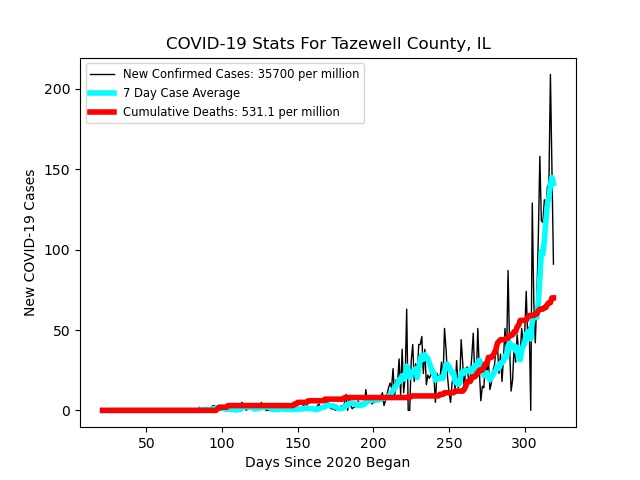 COVID-19 Stats For Tazewell County, IL
New Confirmed Cases: 35700 per million
7 Day Case Average
Cumulative Deaths: 531.1 per million
New COVID-19 Cases
200
150
100
50
0
50 100 150 200 250 300
Days Since 2020 Began